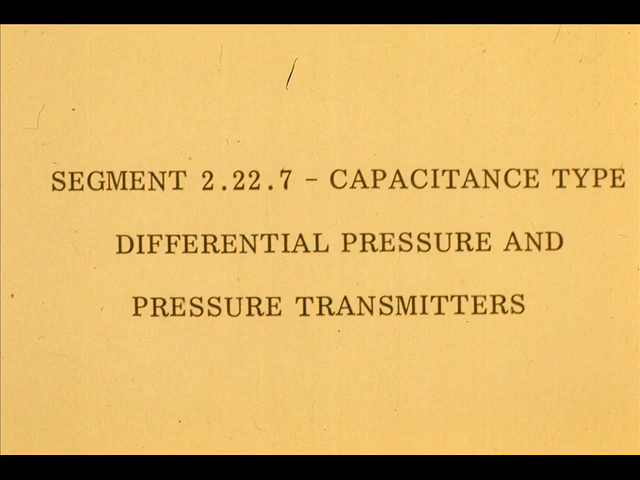 SEGMENT 2.22.7 – CAPACITANCE TYPE
DIFFERENTIAL PRESSURE AND
PRESSURE TRANSMITTERS